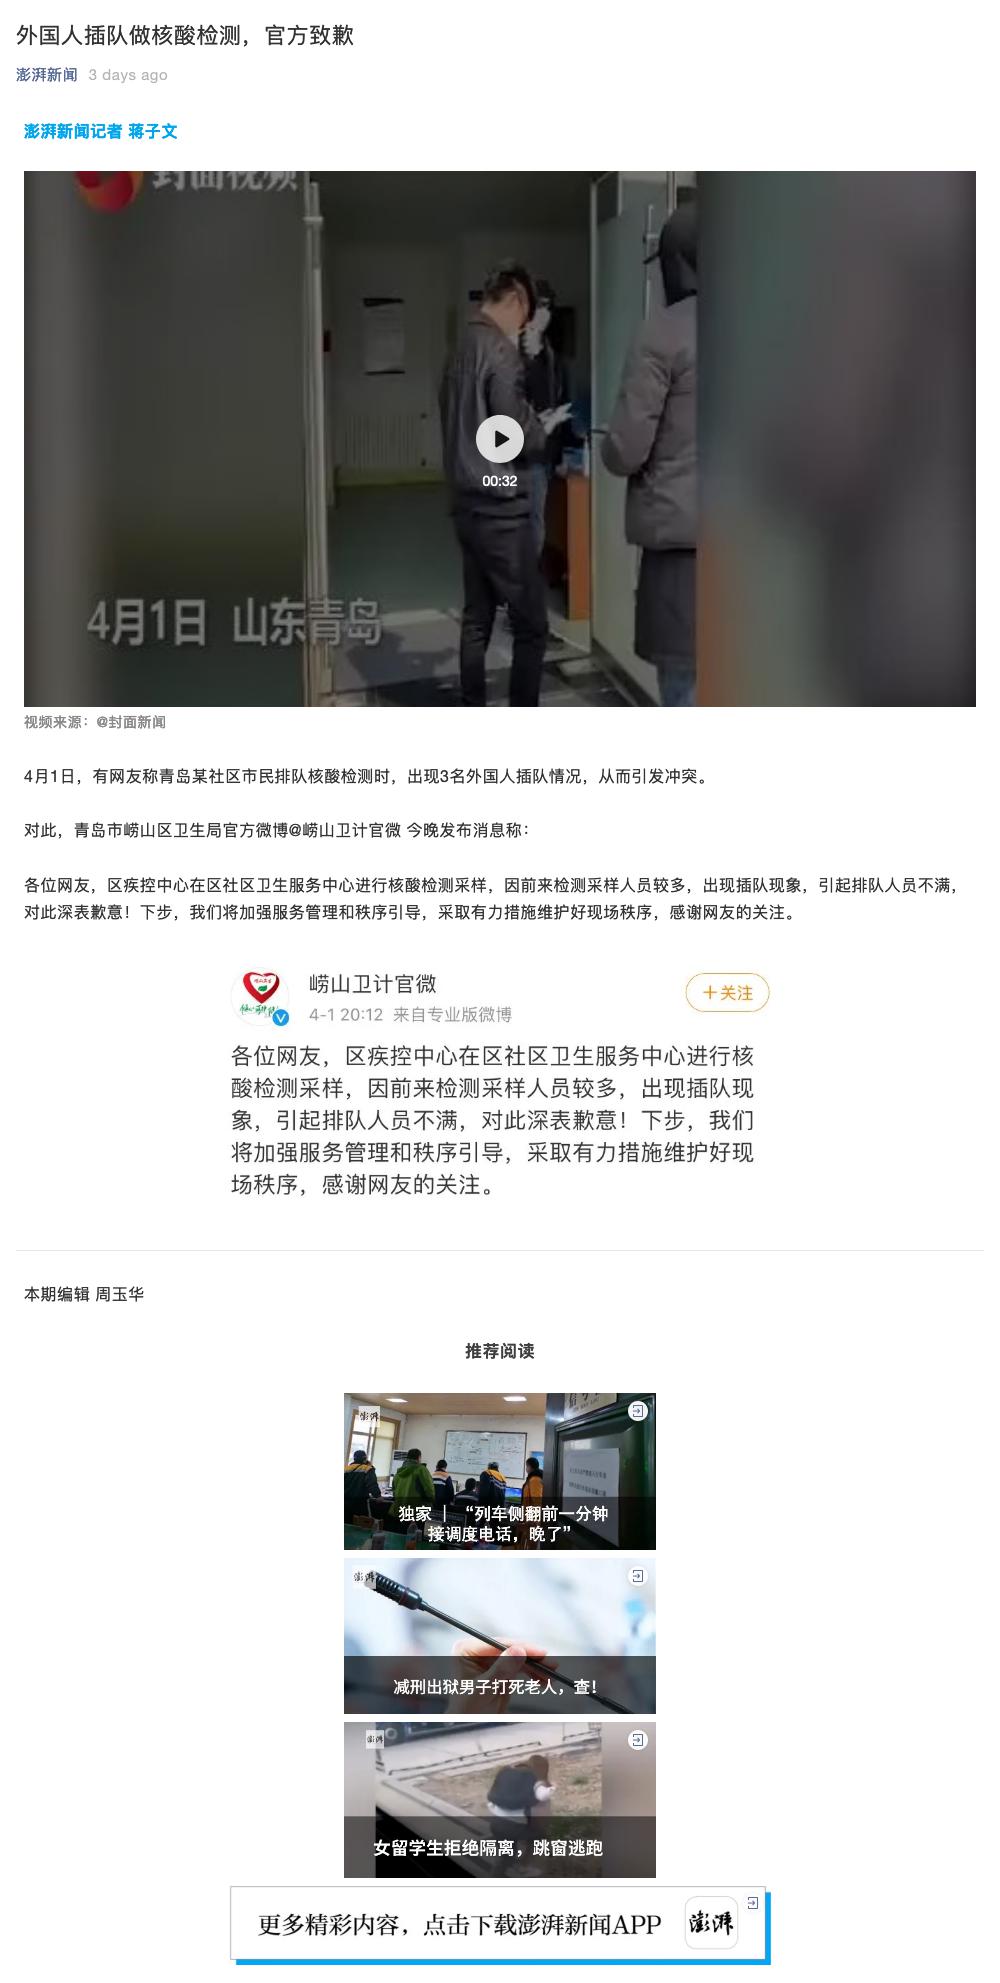 外国人插队做核酸检测，官方致歉
澎湃新闻 3 days ago
澎湃新闻记者 蒋子文
封面视频
00:32
4月1日 山东青岛
视频来源：@封面新闻
4月1日，有网友称青岛某社区市民排队核酸检测时，出现3名外国人插队情况，从而引发冲突。
对此，青岛市崂山区卫生局官方微博@崂山卫计官微 今晚发布消息称：
各位网友，区疾控中心在区社区卫生服务中心进行核酸检测采样，因前来检测采样人员较多，出现插队现象，引起排队人员不满，
对此深表歉意！下步，我们将加强服务管理和秩序引导，采取有力措施维护好现场秩序，感谢网友的关注。
崂山卫计官微
+关注
4-1 20:12 来自专业版微博
各位网友，区疾控中心在区社区卫生服务中心进行核
酸检测采样，因前来检测采样人员较多，出现插队现
象，引起排队人员不满，对此深表歉意！下步，我们
将加强服务管理和秩序引导，采取有力措施维护好现
场秩序，感谢网友的关注。
本期编辑 周玉华
推荐阅读
澎湃
独家 | “列车侧翻前一分钟
接调度电话，晚了”
澎湃
减刑出狱男子打死老人，查！
澎湃
女留学生拒绝隔离，跳窗逃跑
更多精彩内容，点击下载澎湃新闻APP
澎湃